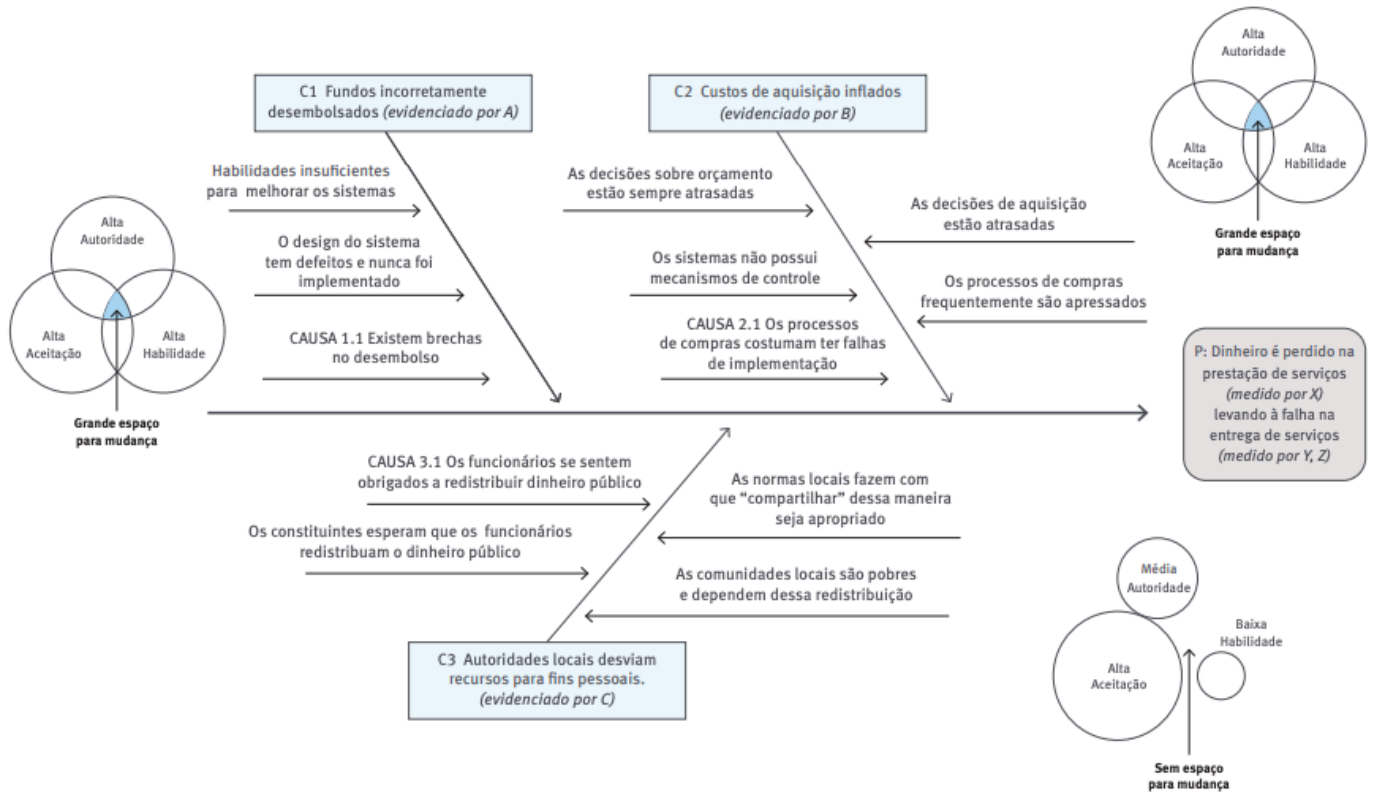 Alta
Autoridade
Alta
Aceitação
Alta
Habilidade
Grande espaço
para mudança
C1 Fundos incorretamente
desembolsados (evidenciado por A)
Habilidades insuficientes
para melhorar os sistemas
O design do sistema
tem defeitos e nunca foi
implementado
CAUSA 1.1 Existem brechas
no desembolso
C2 Custos de aquisição inflados
(evidenciado por B)
As decisões sobre orçamento
estão sempre atrasadas
Os sistemas não possui
mecanismos de controle
CAUSA 2.1 Os processos
de compras costumam ter falhas
de implementação
As decisões de aquisição
estão atrasadas
Os processos de compras
frequentemente são apressados
Alta
Autoridade
Alta
Aceitação
Alta
Habilidade
Grande espaço
para mudança
P: Dinheiro é perdido na
prestação de serviços
(medido por X)
levando à falha na
entrega de serviços
(medido por Y, Z)
CAUSA 3.1 Os funcionários se sentem
obrigados a redistribuir dinheiro público
Os constituintes esperam que os funcionários
redistribuam o dinheiro público
As normas locais fazem com
que “compartilhar” dessa maneira
seja apropriado
As comunidades locais são pobres
e dependem dessa redistribuição
C3 Autoridades locais desviam
recursos para fins pessoais.
(evidenciado por C)
Média
Autoridade
Baixa
Habilidade
Alta
Aceitação
Sem espaço
para mudança